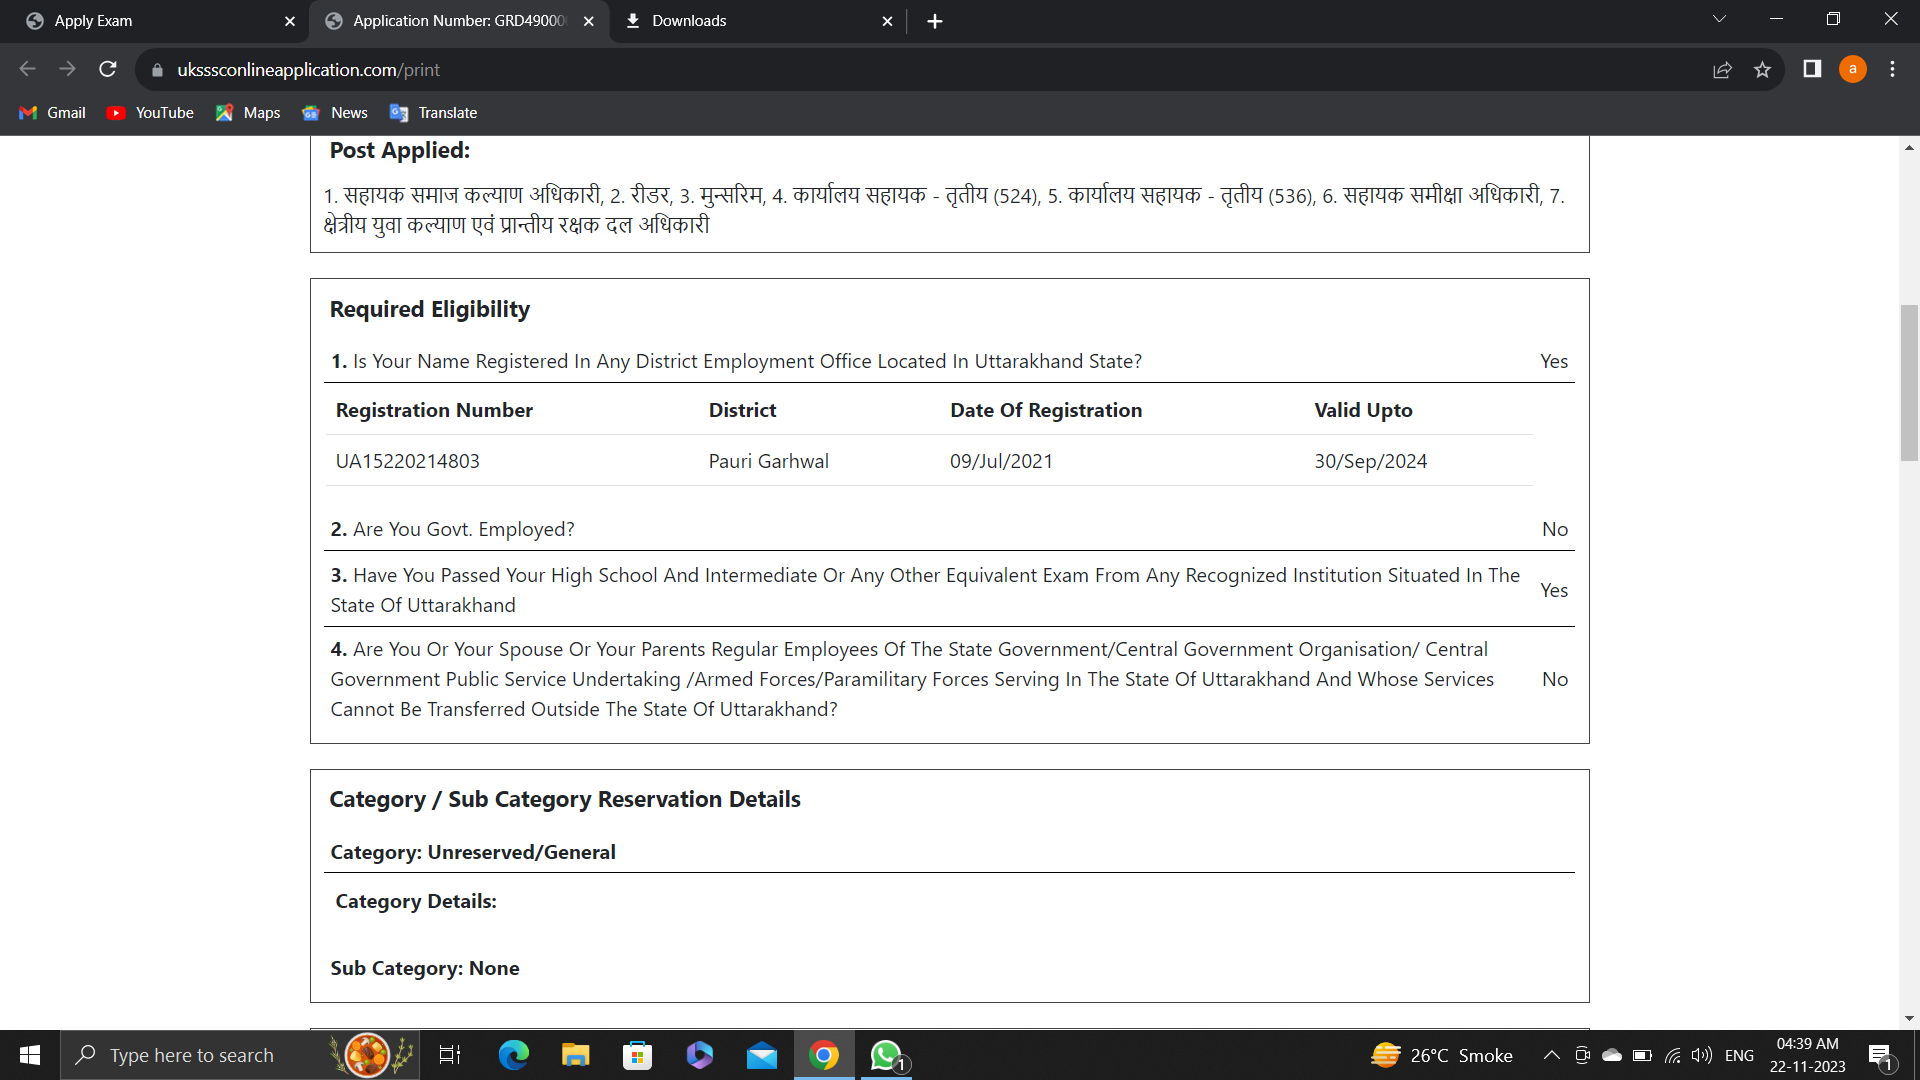 Apply Exam
Application Number: GRD49000
Downloads
uksssconlineapplication.com/print
a
Gmail
YouTube
Maps
News
Translate
Post Applied:
1. सहायक समाज कल्याण अधिकारी, 2. रीडर, 3. मुन्सरिम, 4. कार्यालय सहायक - तृतीय (524), 5. कार्यालय सहायक - तृतीय (536), 6. सहायक समीक्षा अधिकारी, 7.
क्षेत्रीय युवा कल्याण एवं प्रान्तीय रक्षक दल अधिकारी
Required Eligibility
1. Is Your Name Registered In Any District Employment Office Located In Uttarakhand State? Yes
Registration Number District Date Of Registration Valid Upto
UA15220214803 Pauri Garhwal 09/Jul/2021 30/Sep/2024
2. Are You Govt. Employed? No
3. Have You Passed Your High School And Intermediate Or Any Other Equivalent Exam From Any Recognized Institution Situated In The
State Of Uttarakhand
Yes
4. Are You Or Your Spouse Or Your Parents Regular Employees Of The State Government/Central Government Organisation/ Central
Government Public Service Undertaking /Armed Forces/Paramilitary Forces Serving In The State Of Uttarakhand And Whose Services
Cannot Be Transferred Outside The State Of Uttarakhand?
No
Category / Sub Category Reservation Details
Category: Unreserved/General
Category Details:
Sub Category: None
Type here to search
1
26°C Smoke
ENG
04:39 AM
22-11-2023
1